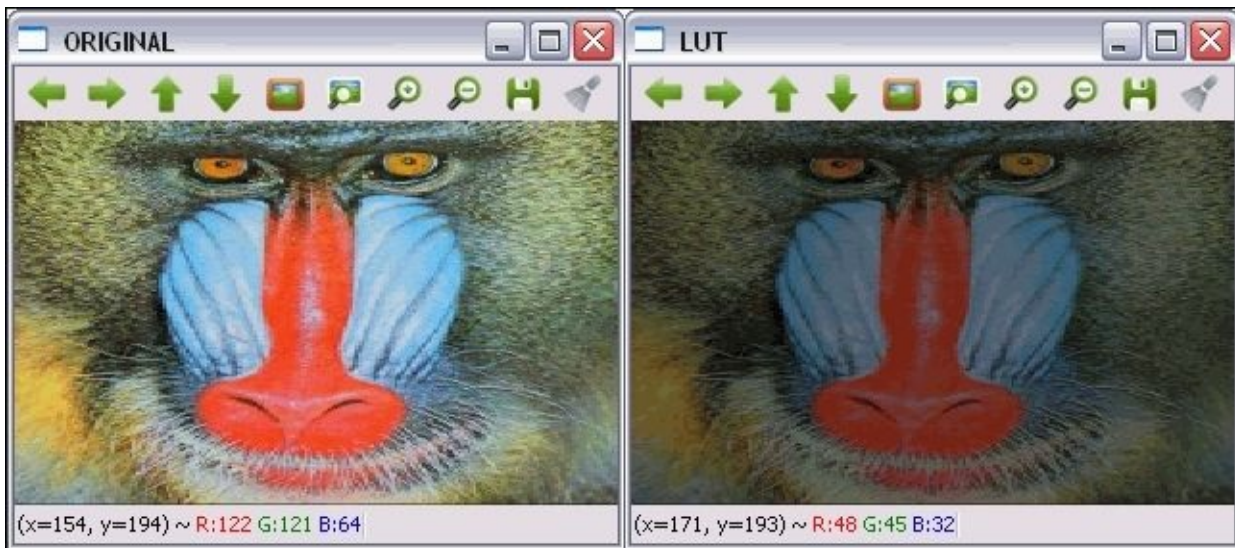 ORIGINAL
LUT
(x=154, y=194) ~ R:122 G:121 B:64
(x=171, y=193) ~ R:48 G:45 B:32